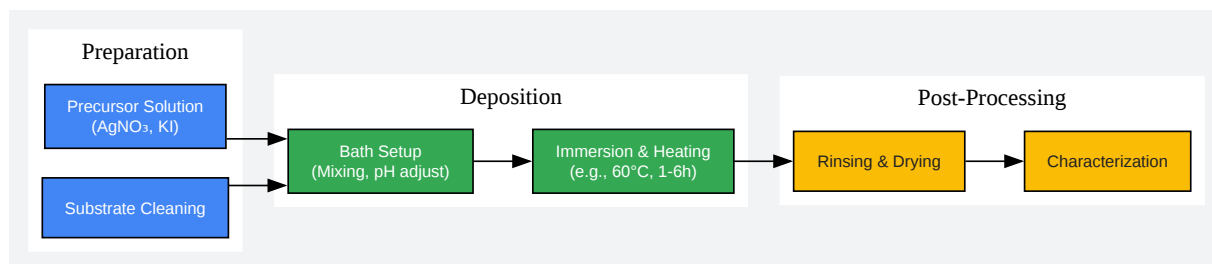 Preparation
Precursor Solution
(AgNO₃, KI)
Substrate Cleaning
Deposition
Bath Setup
(Mixing, pH adjust)
Immersion & Heating
(e.g., 60°C, 1-6h)
Post-Processing
Rinsing & Drying
Characterization